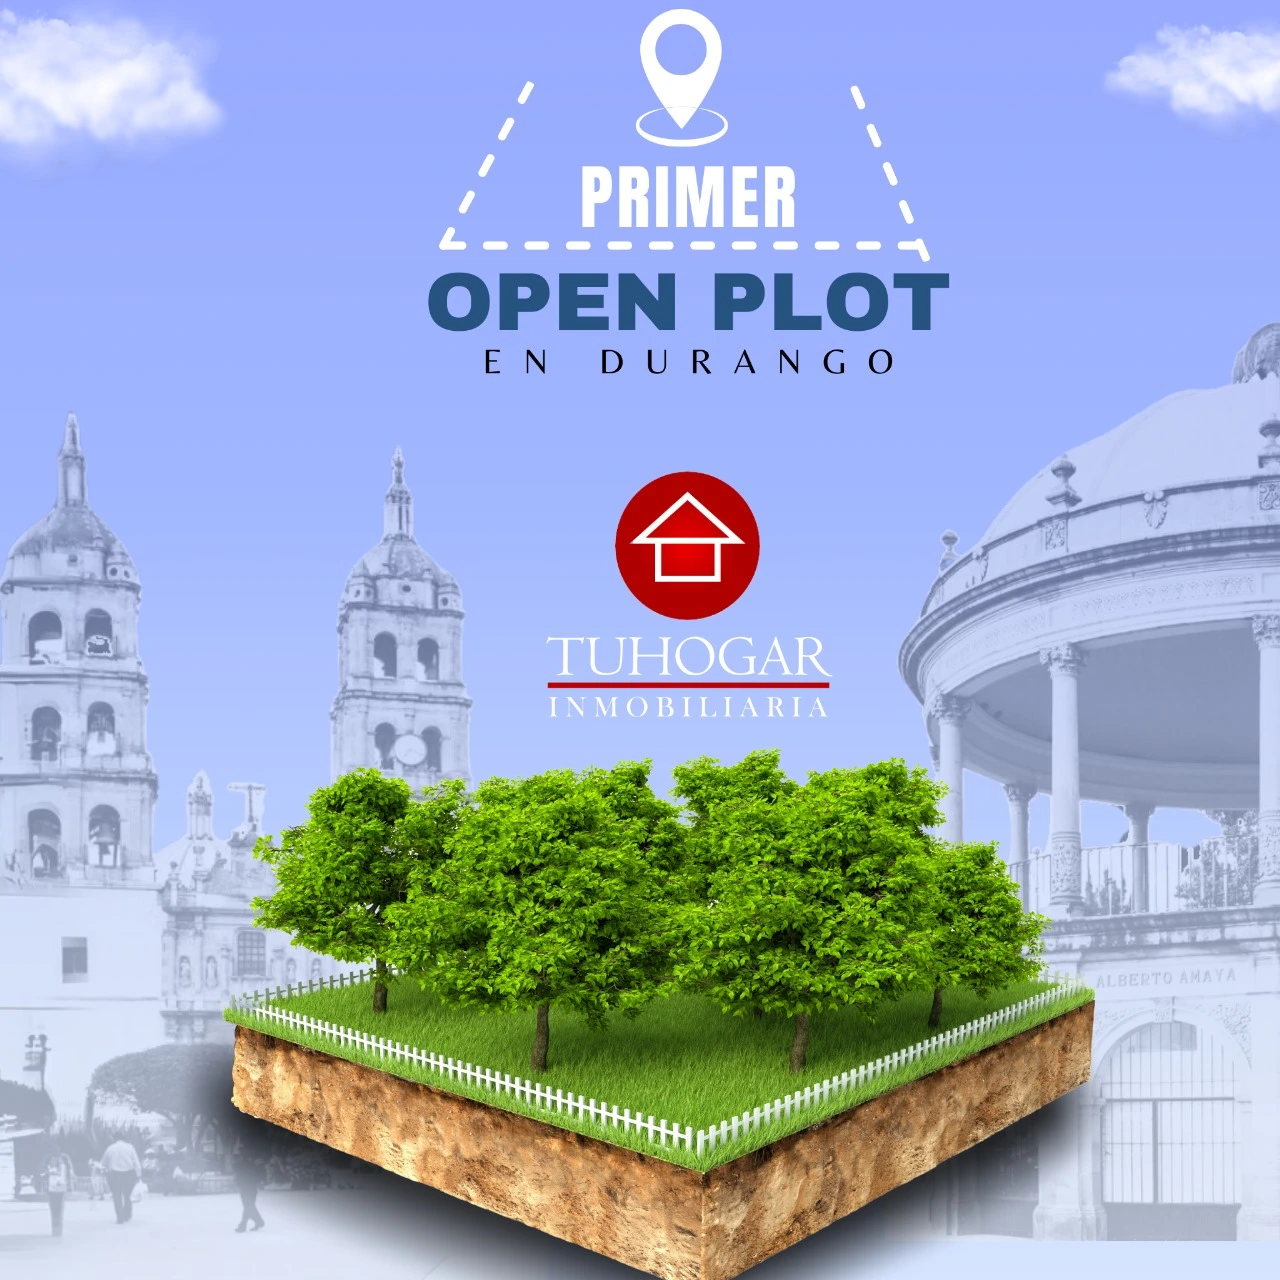 PRIMER
OPEN PLOT
EN DURANGO
TUHOGAR
INMOBILIARIA
ALBERTO AMAYA